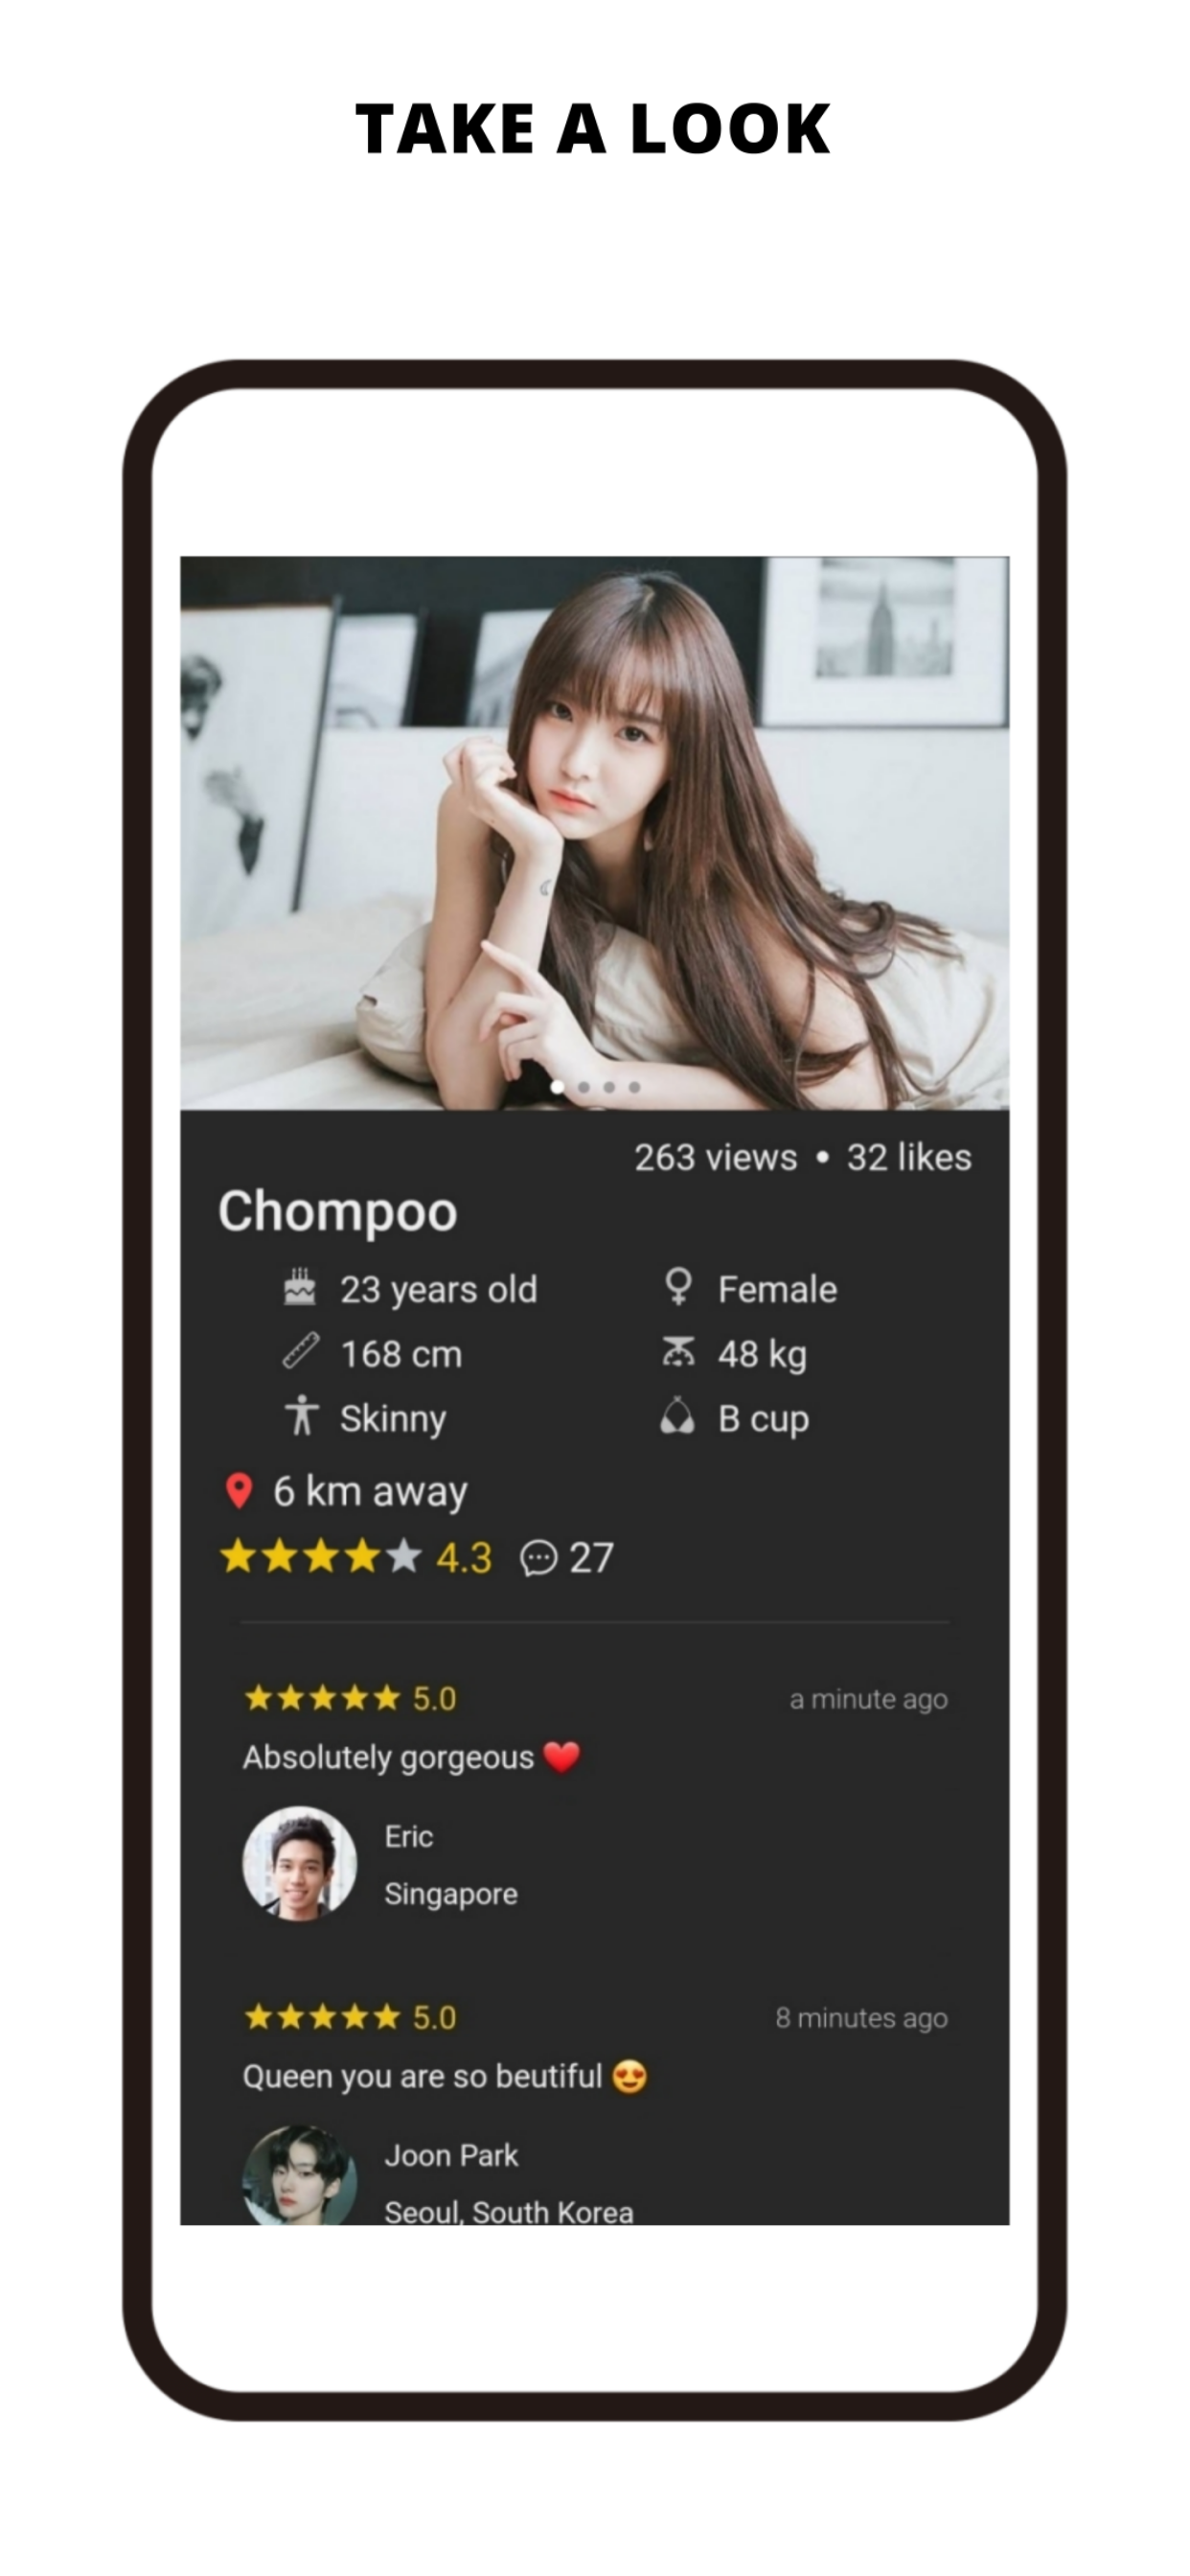 TAKE A LOOK
263 views • 32 likes
Chompoo
23 years old
Female
168 cm
48 kg
Skinny
B cup
6 km away
4.3 27
5.0 a minute ago
Absolutely gorgeous ❤️
Eric
Singapore
5.0 8 minutes ago
Queen you are so beutiful 😍
Joon Park
Seoul, South Korea